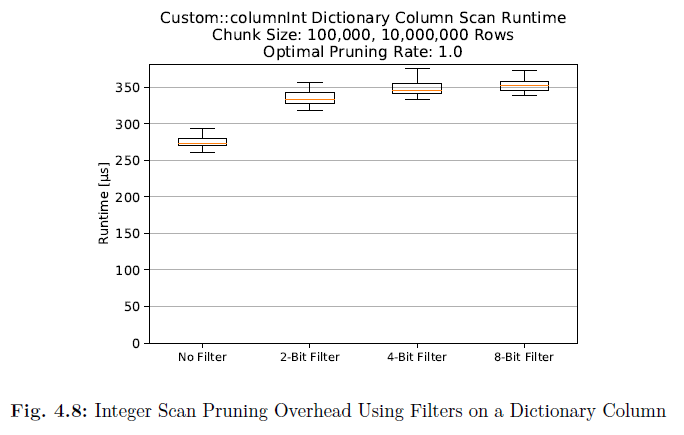 Custom::columnInt Dictionary Column Scan Runtime
Chunk Size: 100,000, 10,000,000 Rows
Optimal Pruning Rate: 1.0
Runtime [µs]
350
300
250
200
150
100
50
0
No Filter
2-Bit Filter
4-Bit Filter
8-Bit Filter
Fig. 4.8: Integer Scan Pruning Overhead Using Filters on a Dictionary Column